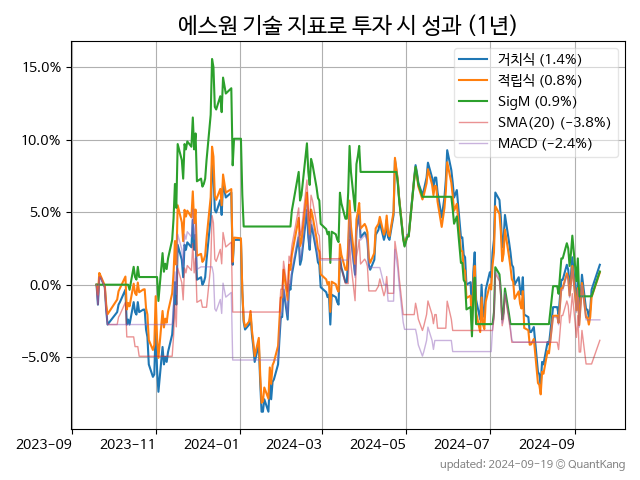 에스원 기술 지표로 투자 시 성과 (1년)
거치식 (1.4%)
적립식 (0.8%)
SigM (0.9%)
SMA(20) (−3.8%)
MACD (−2.4%)
15.0%
10.0%
5.0%
0.0%
−5.0%
2023-09
2023-11
2024-01
2024-03
2024-05
2024-07
2024-09
updated: 2024-09-19 @ QuantKang